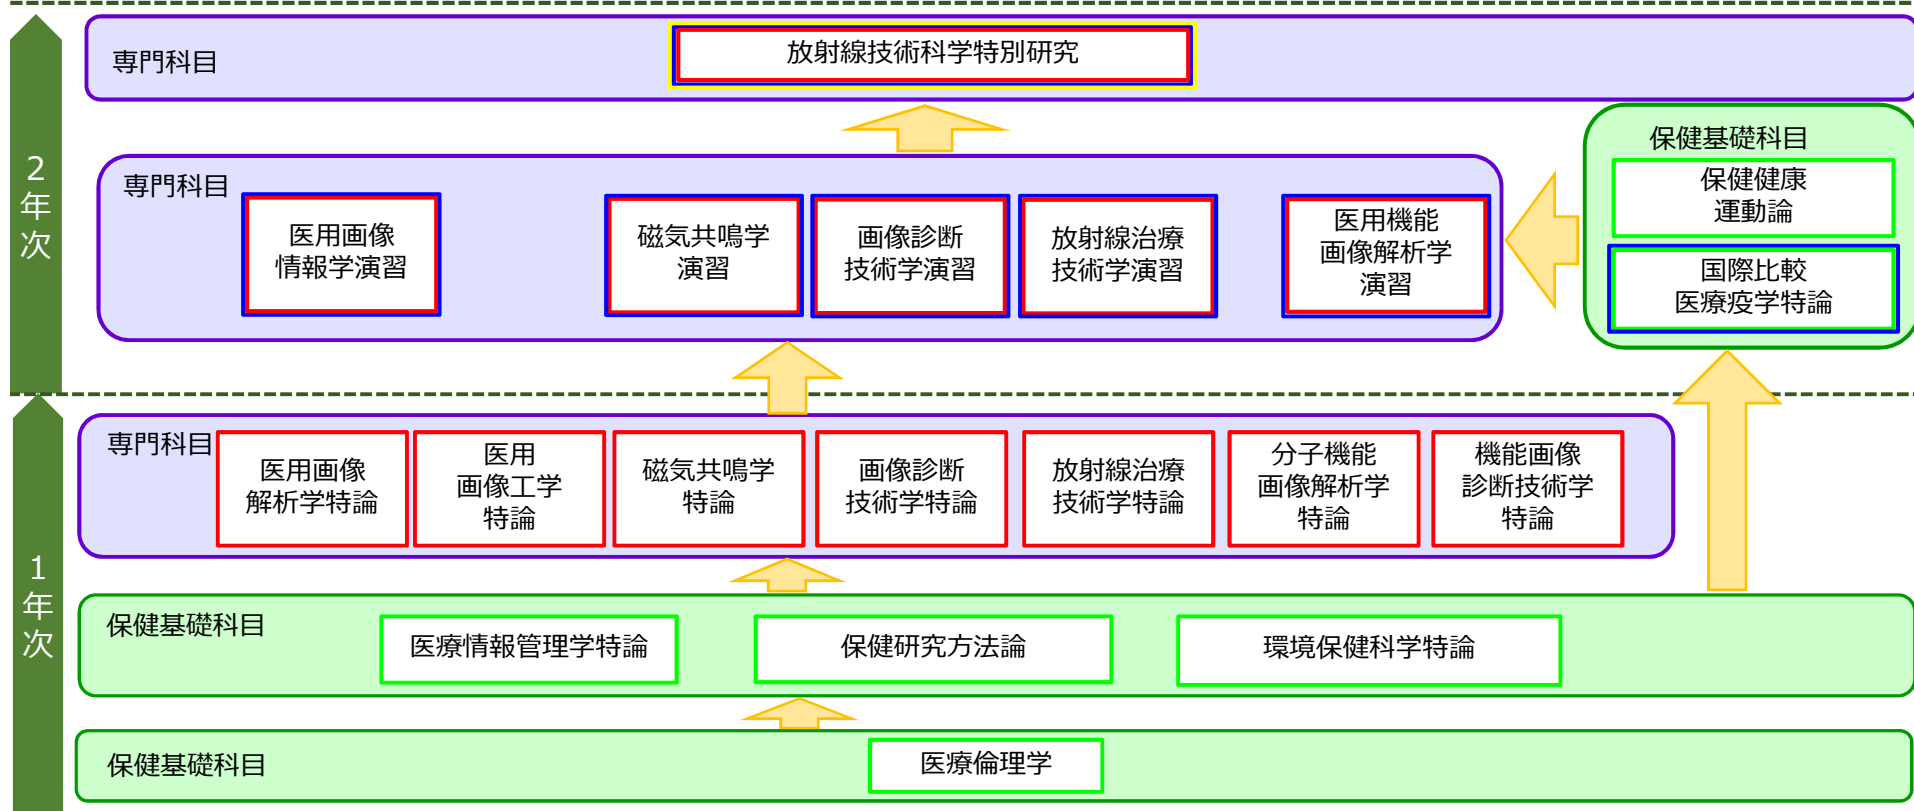 専門科目
放射線技術科学特別研究
2
年
次
保健基礎科目
保健健康
運動論
国際比較
医療疫学特論
専門科目
医用画像
情報学演習
磁気共鳴学
演習
画像診断
技術学演習
放射線治療
技術学演習
医用機能
画像解析学
演習
1
年
次
専門科目
医用画像
解析学特論
医用
画像工学
特論
磁気共鳴学
特論
画像診断
技術学特論
放射線治療
技術学特論
分子機能
画像解析学
特論
機能画像
診断技術学
特論
保健基礎科目
医療情報管理学特論
保健研究方法論
環境保健科学特論
保健基礎科目
医療倫理学